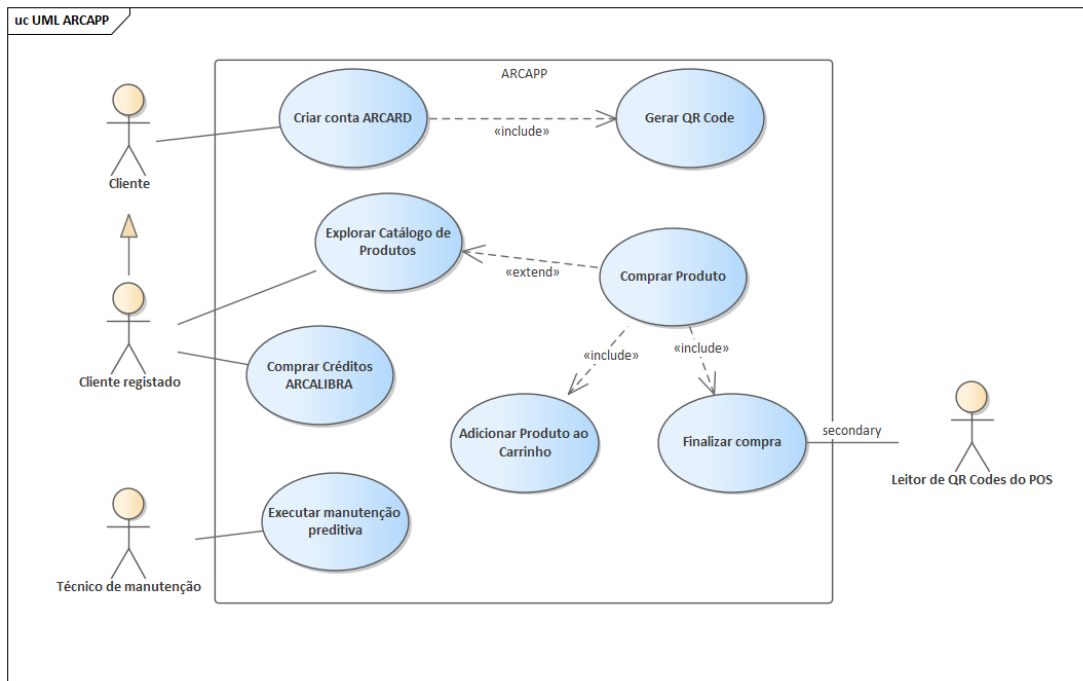 uc UML ARCAPP
ARCAPP
Criar conta ARCARD
«include»
Gerar QR Code
Cliente
Explorar Catálogo de
Produtos
«extend»
Comprar Produto
Cliente registado
Comprar Créditos
ARCALIBRA
«include»
«include»
Adicionar Produto ao
Carrinho
Finalizar compra
secondary
Leitor de QR Codes do POS
Executar manutenção
preditiva
Técnico de manutenção